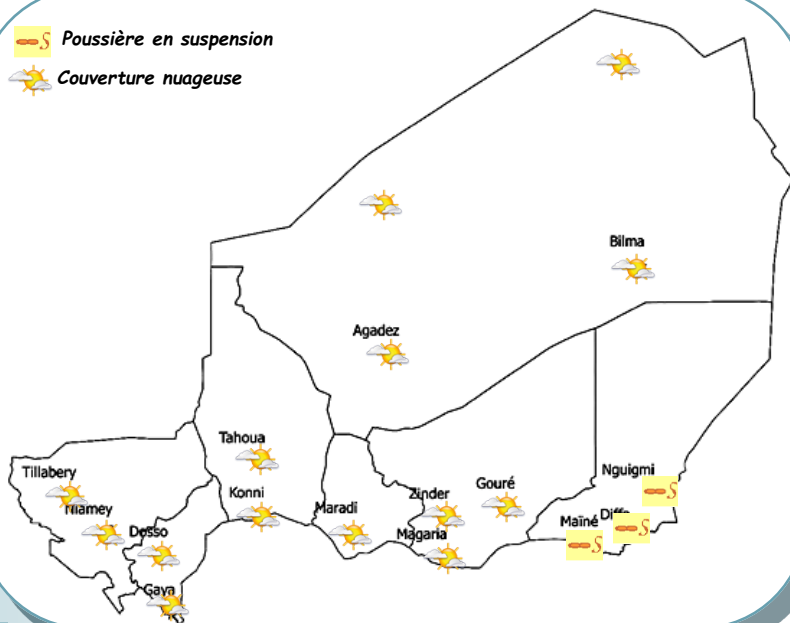 Poussière en suspension
Couverture nuageuse
Bilma
Agadez
Tahoua
Tillabery
Nguigmi
Gouré
Konni
Zinder
Niamey
Maradi
Diffa
Maïné
Dosso
Magaria
Gaya